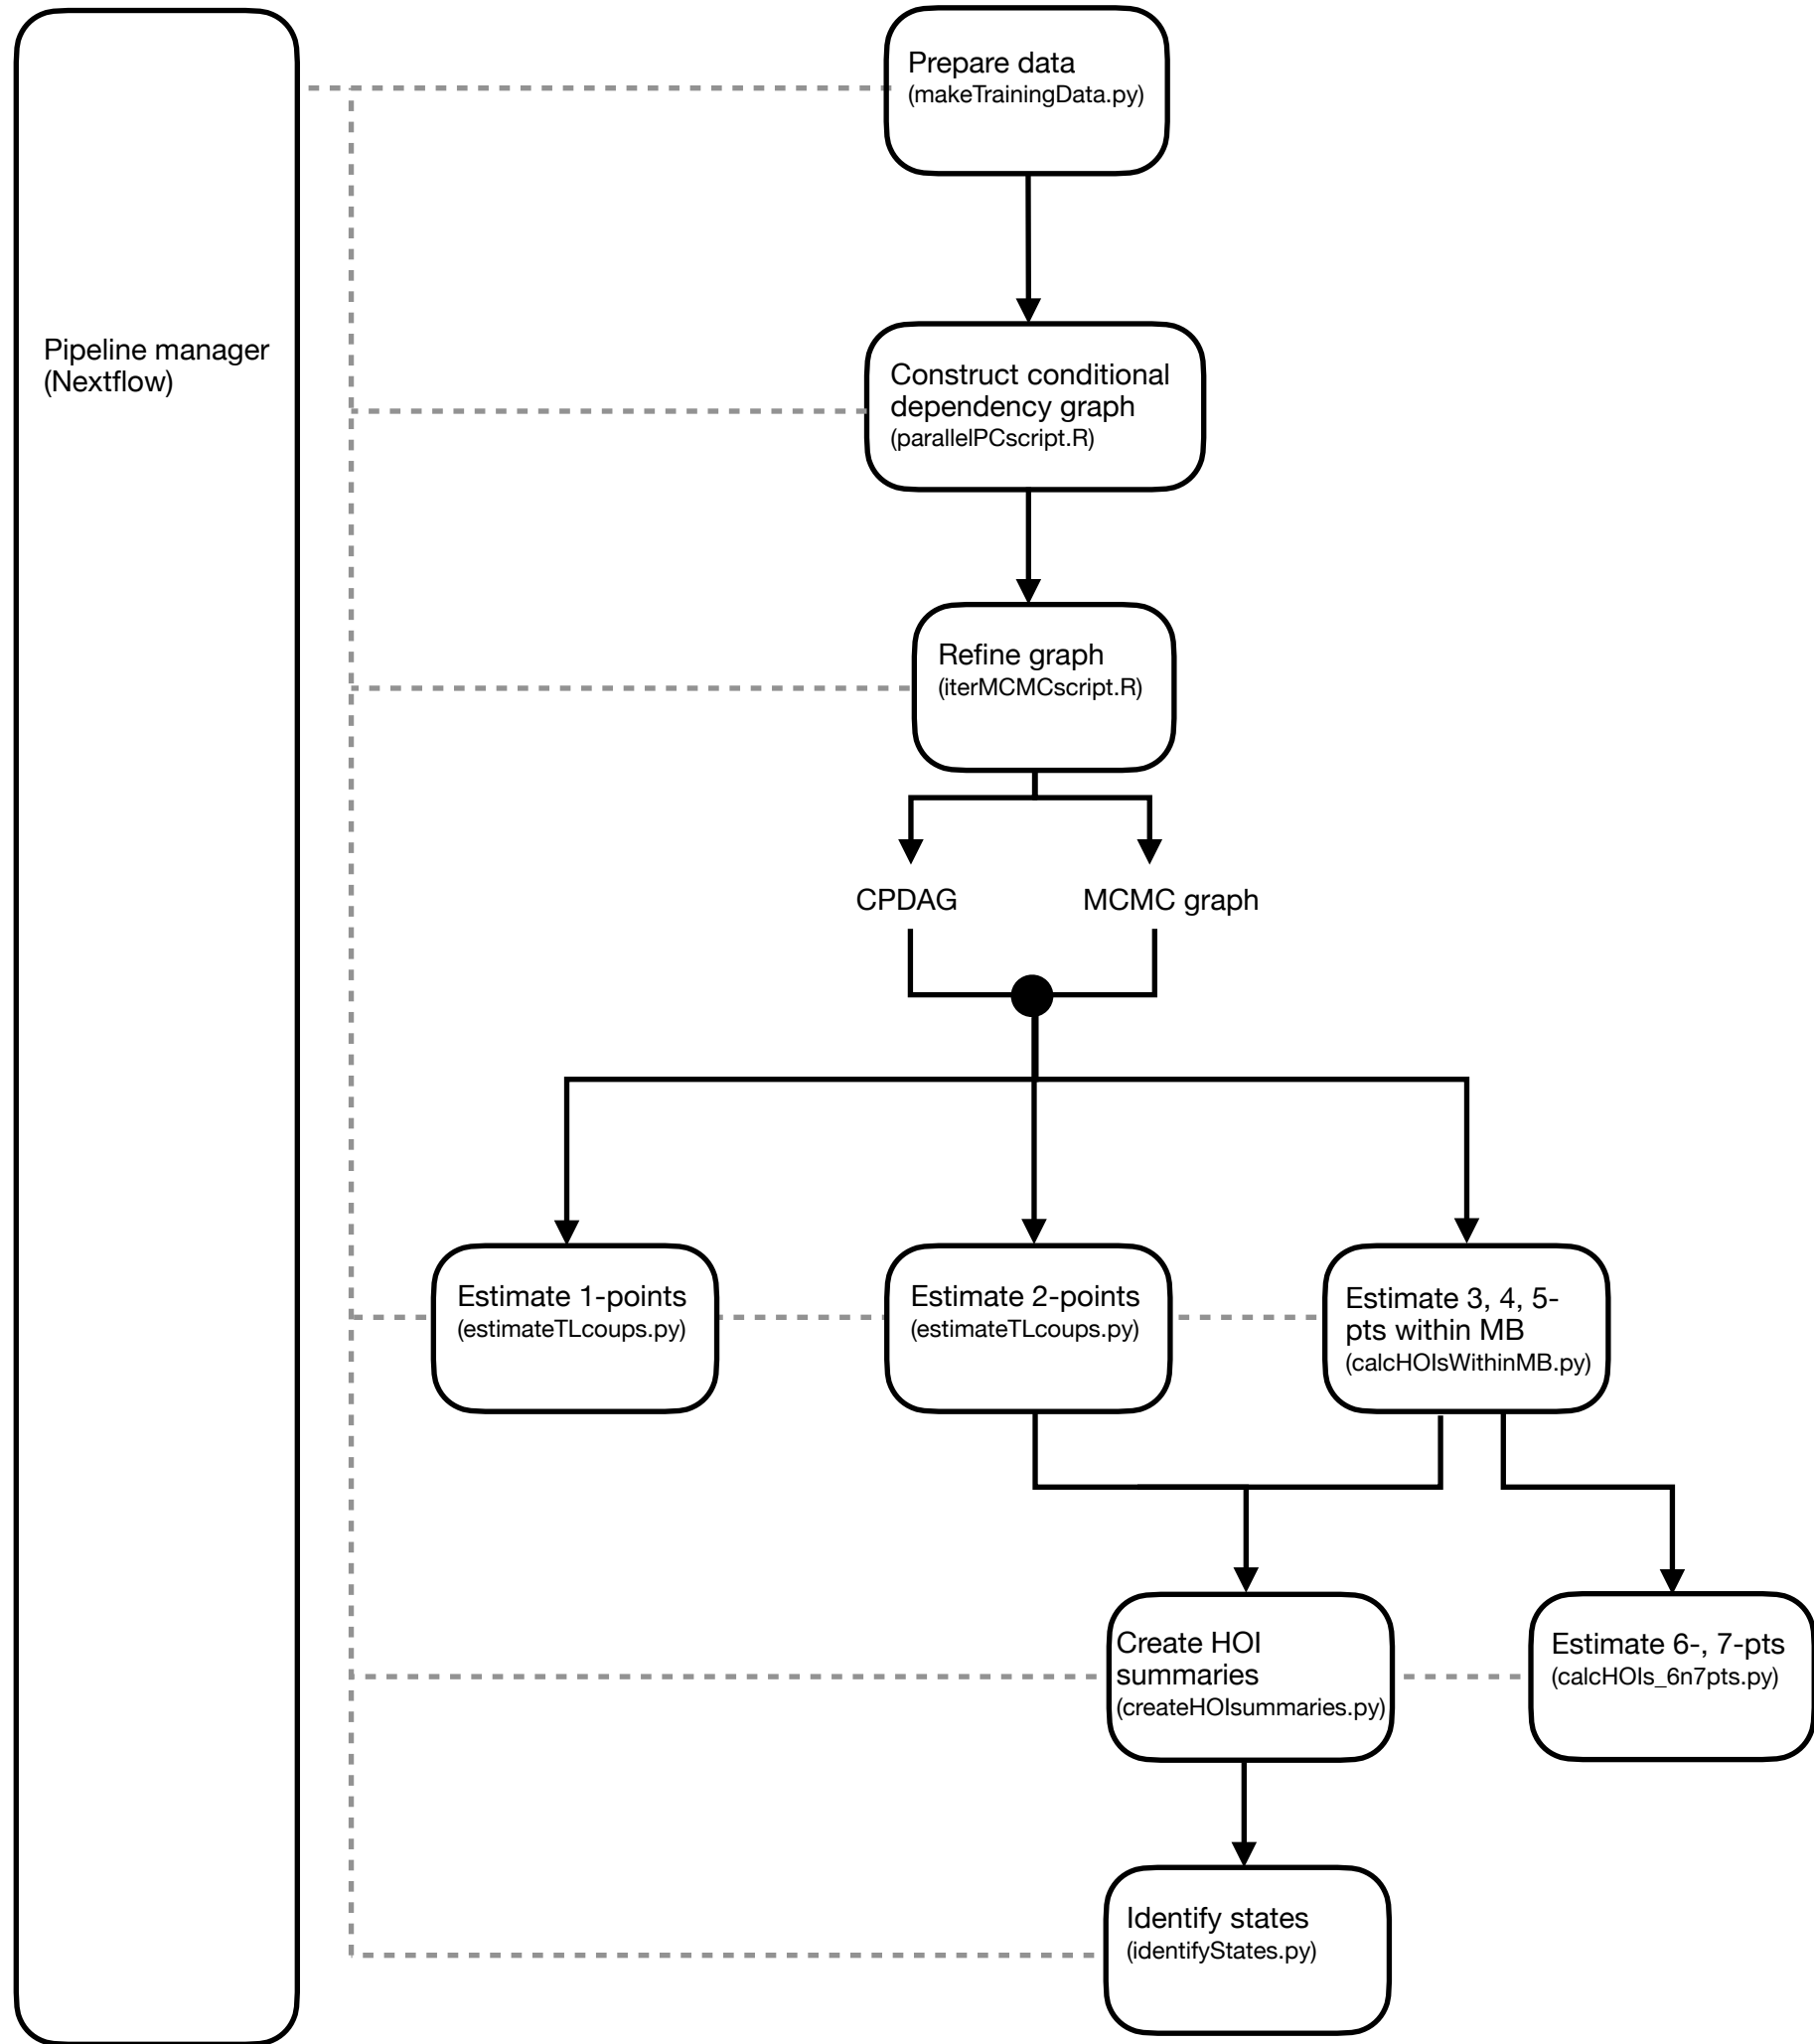 Prepare data
(makeTrainingData.py)
Pipeline manager
(Nextflow)
Construct conditional
dependency graph
(parallelPCscript.R)
Refine graph
(iterMCMCscript.R)
CPDAG
MCMC graph
Estimate 1-points
(estimateTLcoups.py)
Estimate 2-points
(estimateTLcoups.py)
Estimate 3, 4, 5-
pts within MB
(calcHOIsWithinMB.py)
Create HOI
summaries
(createHOIsummaries.py)
Estimate 6-, 7-pts
(calcHOIs_6n7pts.py)
Identify states
(identifyStates.py)